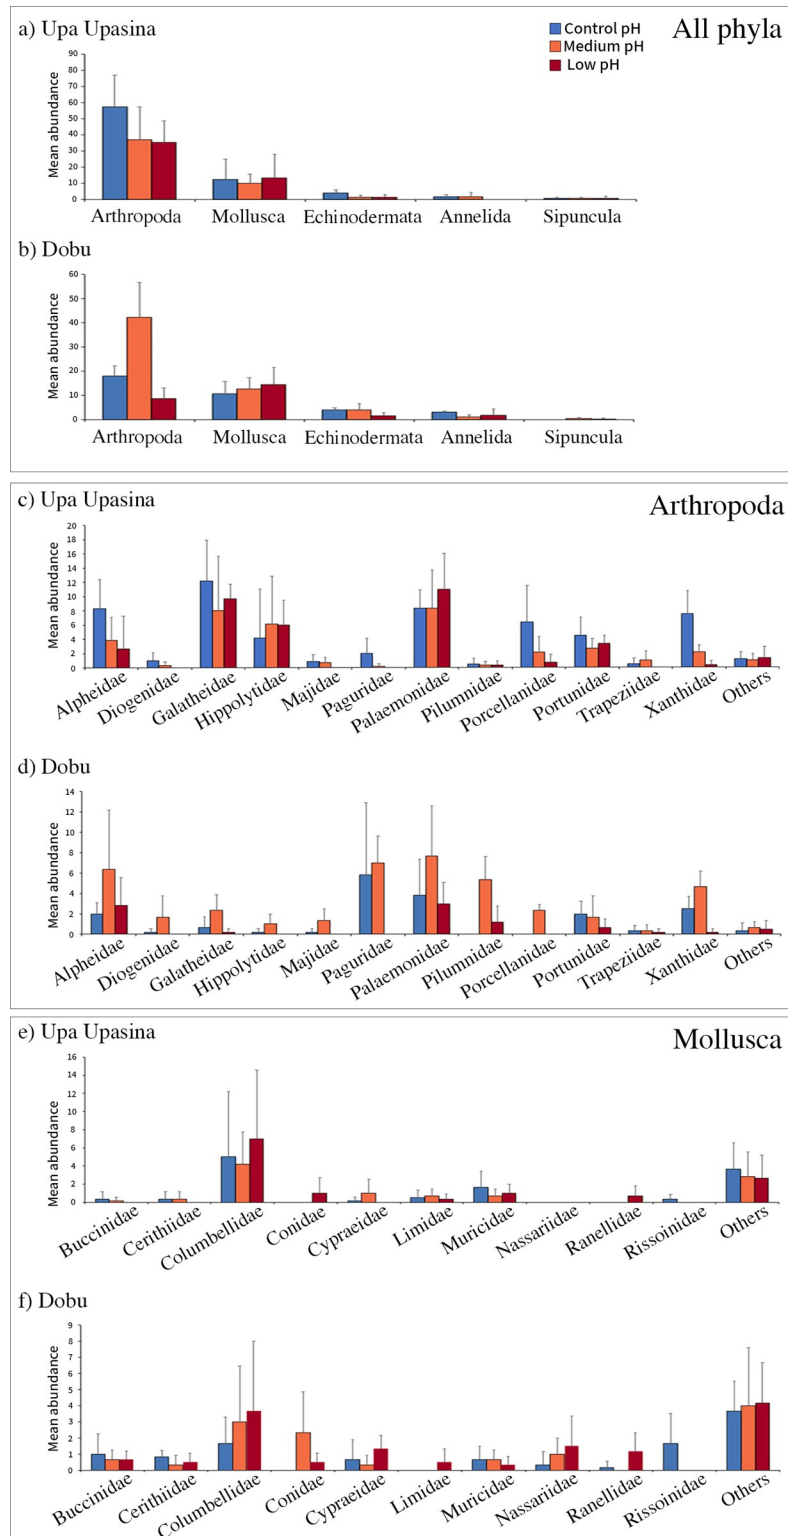 a) Upa Upasina
Control pH
Medium pH
Low pH
All phyla
Mean abundance
90
80
70
60
50
40
30
20
10
0
Arthropoda Mollusca Echinodermata Annelida Sipuncula
b) Dobu
Mean abundance
60
50
40
30
20
10
0
Arthropoda Mollusca Echinodermata Annelida Sipuncula
c) Upa Upasina
Arthropoda
Mean abundance
20
18
16
14
12
10
8
6
4
2
0
Alpheidae Diogenidae Galatheidae Hippolytidae Majidae Paguridae Palaemonidae Pilumnidae Porcellanidae Portunidae Trapeziidae Xanthidae Others
d) Dobu
Mean abundance
14
12
10
8
6
4
2
0
Alpheidae Diogenidae Galatheidae Hippolytidae Majidae Paguridae Palaemonidae Pilumnidae Porcellanidae Portunidae Trapeziidae Xanthidae Others
e) Upa Upasina
Mollusca
Mean abundance
16
14
12
10
8
6
4
2
0
Buccinidae Cerithiidae Columbellidae Conidae Cypraeidae Limidae Muricidae Nassariidae Ranellidae Rissoinidae Others
f) Dobu
Mean abundance
9
8
7
6
5
4
3
2
1
0
Buccinidae Cerithiidae Columbellidae Conidae Cypraeidae Limidae Muricidae Nassariidae Ranellidae Rissoinidae Others